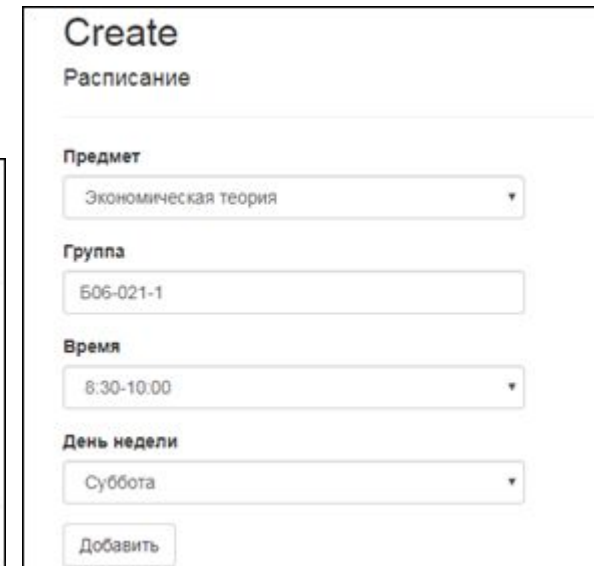 Create
Расписание
Предмет
Экономическая теория
Группа
Б06-021-1
Время
8:30-10:00
День недели
Суббота
Добавить